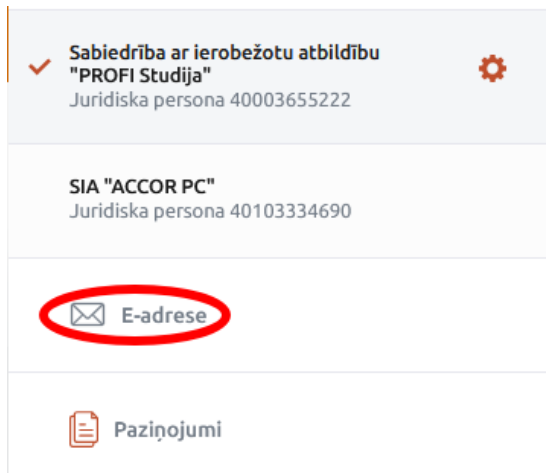 Sabiedrība ar ierobežotu atbildību
"PROFI Studija"
Juridiska persona 40003655222
SIA "ACCOR PC"
Juridiska persona 40103334690
E-adrese
Paziņojumi